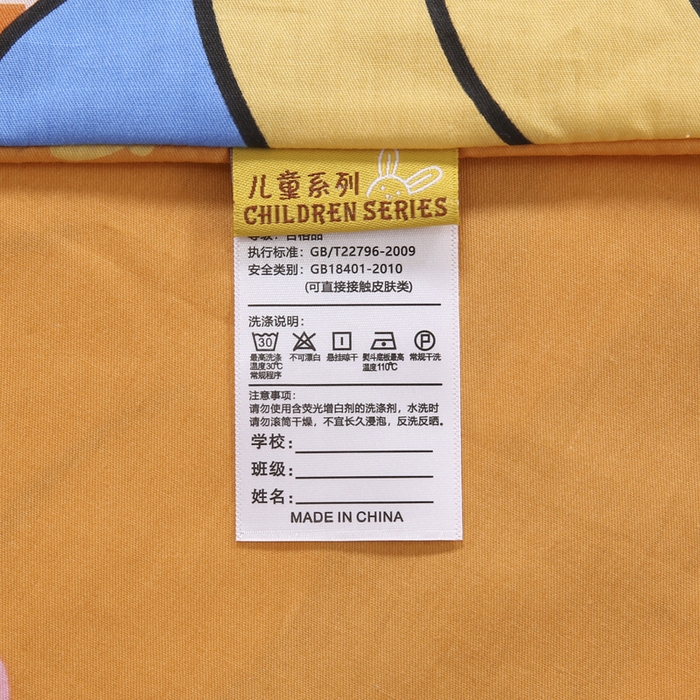 儿童系列
CHILDREN SERIES
等级：合格品
执行标准：GB/T22796-2009
安全类别：GB18401-2010
(可直接接触皮肤类)
洗涤说明：
30
P
最高洗涤 不可漂白 悬挂晾干 熨斗底板最高 常规干洗
温度30℃ 温度110℃
常规程序
注意事项：
请勿使用含荧光增白剂的洗涤剂，水洗时
请勿滚筒干燥，不宜长久浸泡，反洗反晒。
学校：
班级：
姓名：
MADE IN CHINA